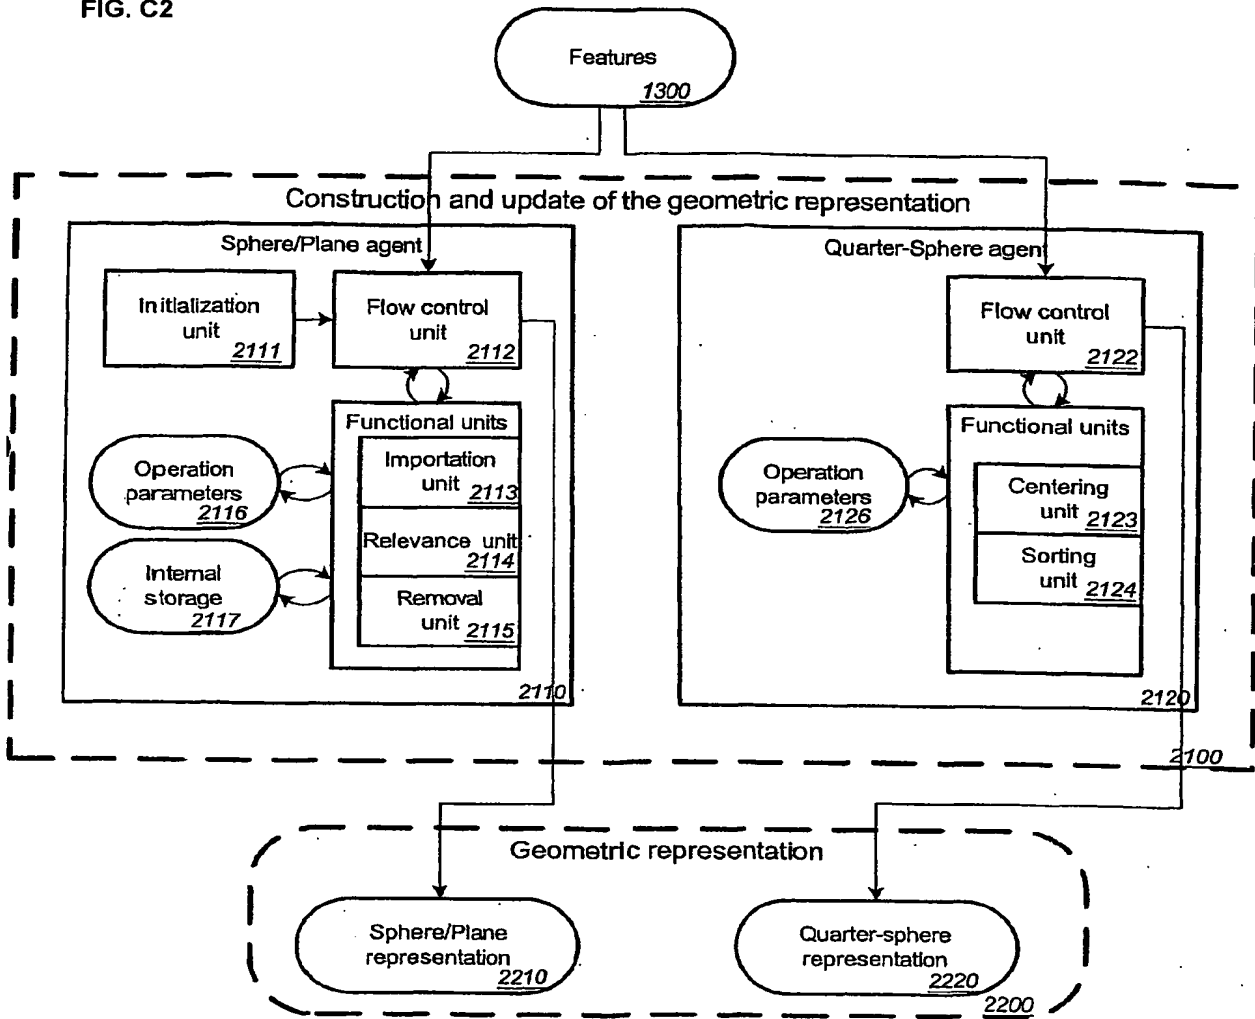 FIG. C2
Features
1300
Construction and update of the geometric representation
Sphere/Plane agent
Initialization
unit
2111
Flow control
unit
2112
Functional units
Importation
unit
2113
Relevance unit
2114
Removal
unit
2115
Operation
parameters
2116
Internal
storage
2117
2110
Quarter-Sphere agent
Flow control
unit
2122
Functional units
Centering
unit
2123
Sorting
unit
2124
Operation
parameters
2126
2120
2100
Geometric representation
Sphere/Plane
representation
2210
Quarter-sphere
representation
2220
2200